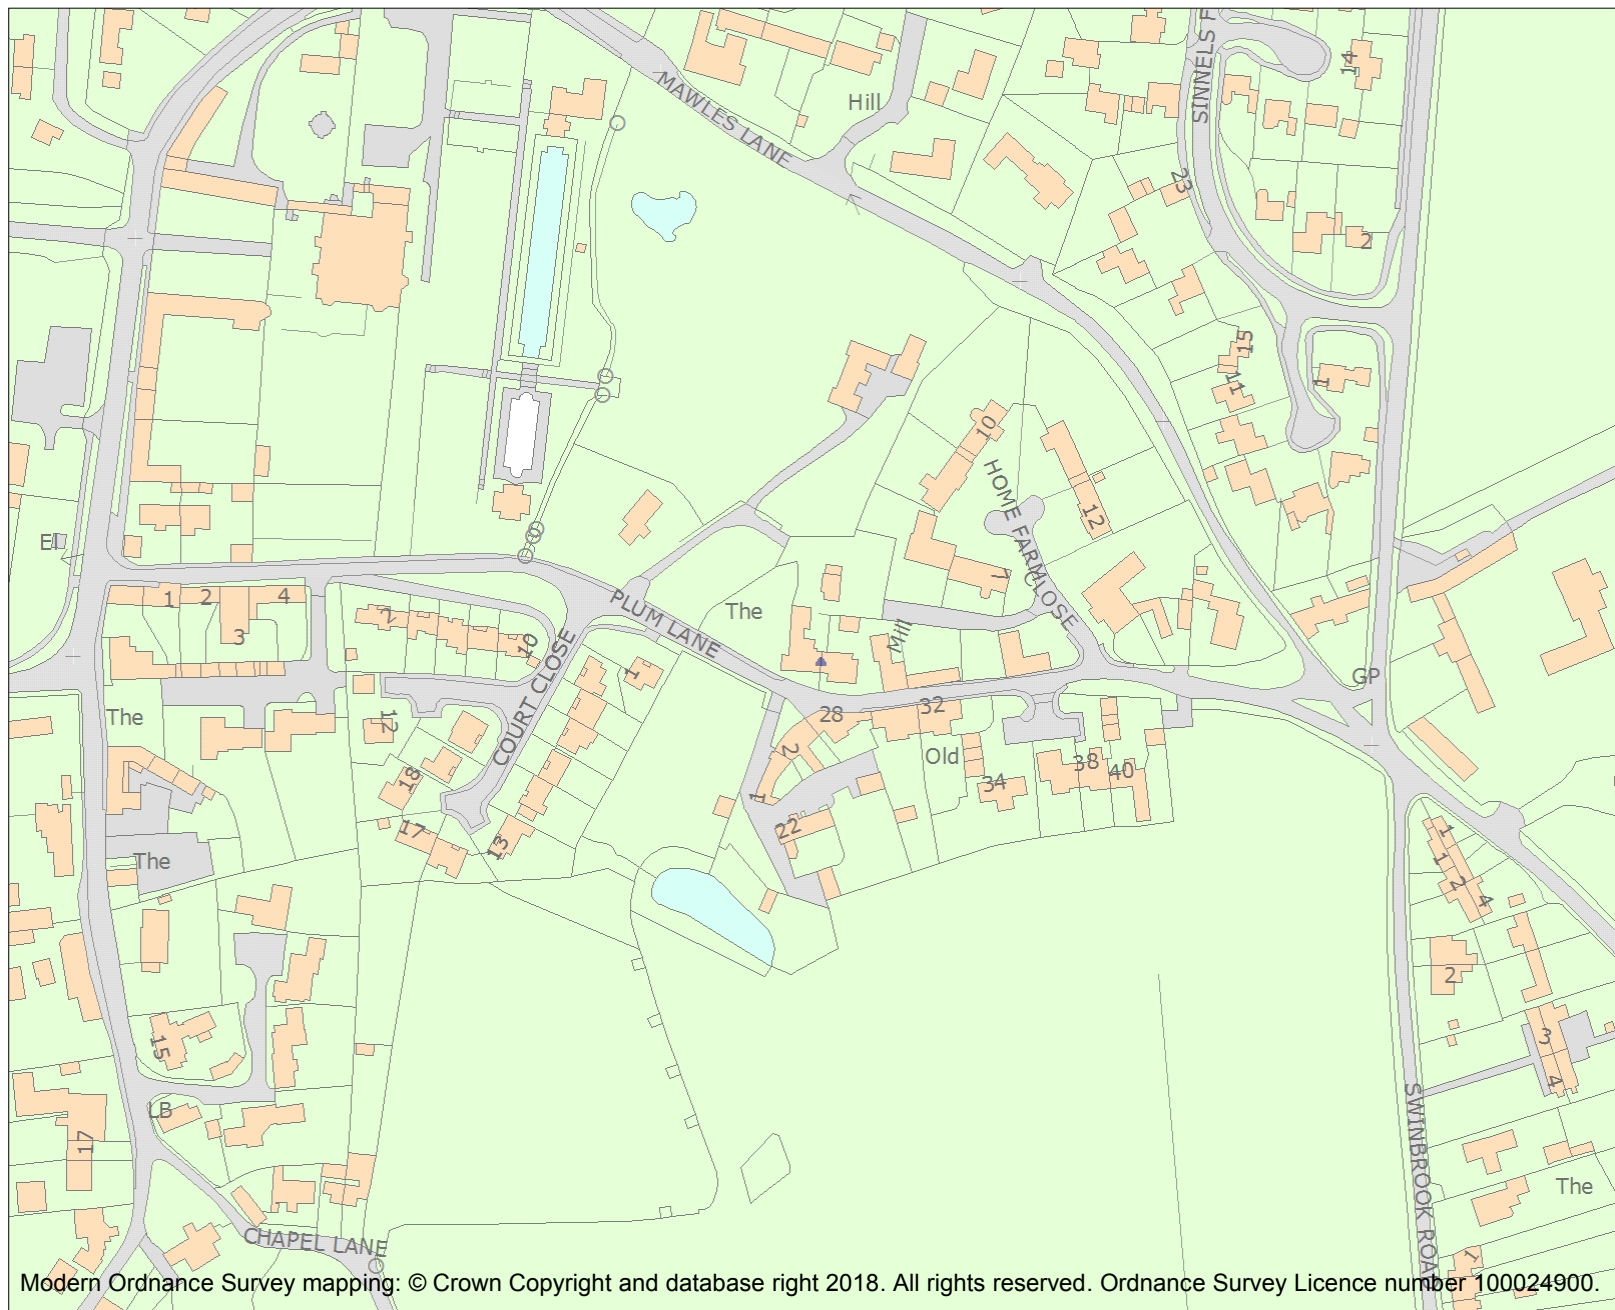 SINNELS F
14
MAWLES LANE
Hill
23
2
15
11
1
10
HOME FARM CLOSE
12
El
7
1
2
4
3
2
10
PLUM LANE
The
Mill
COURT CLOSE
1
GP
The
12
28
32
2
Old
38
40
34
18
1
22
17
13
The
1
1
2
4
2
15
3
4
LB
17
SWINBROOK ROAD
The
CHAPEL LANE
1
Modern Ordnance Survey mapping: © Crown Copyright and database right 2018. All rights reserved. Ordnance Survey Licence number 100024900.